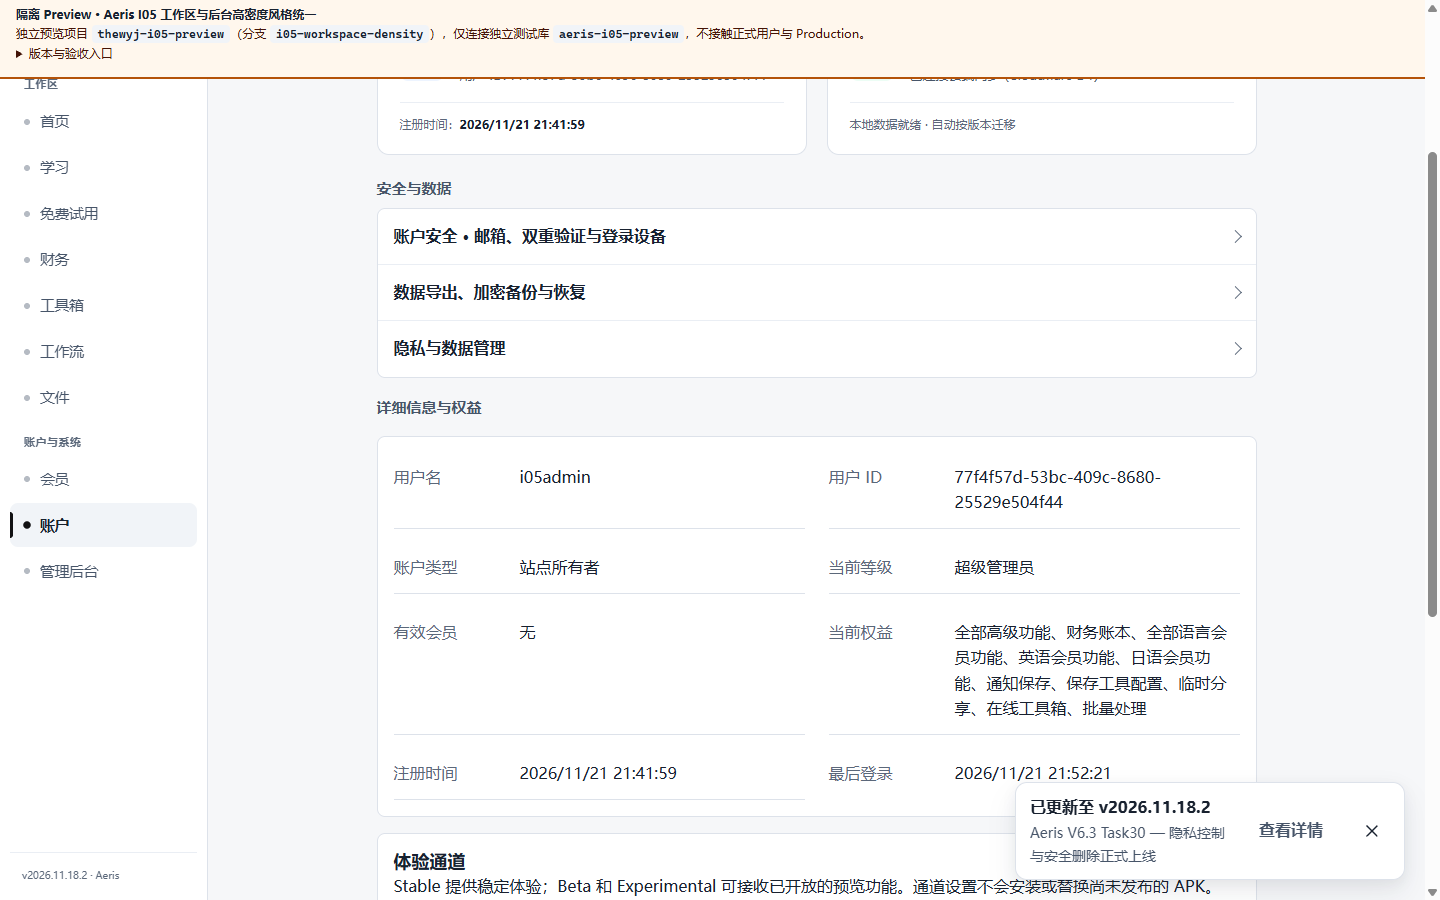 隔离 Preview • Aeris I05 工作区与后台高密度风格统一
独立预览项目 thewyj-i05-preview （分支 i05-workspace-density ），仅连接独立测试库 aeris-i05-preview ，不接触正式用户与 Production。
▶ 版本与验收入口
工作区
首页
学习
免费试用
财务
工具箱
工作流
文件
账户与系统
会员
账户
管理后台
v2026.11.18.2 · Aeris
注册时间：2026/11/21 21:41:59
本地数据就绪 · 自动按版本迁移
安全与数据
账户安全 • 邮箱、双重验证与登录设备
数据导出、加密备份与恢复
隐私与数据管理
详细信息与权益
用户名 i05admin
用户 ID 77f4f57d-53bc-409c-8680-
25529e504f44
账户类型 站点所有者
当前等级 超级管理员
有效会员 无
当前权益 全部高级功能、财务账本、全部语言会
员功能、英语会员功能、日语会员功
能、通知保存、保存工具配置、临时分
享、在线工具箱、批量处理
注册时间 2026/11/21 21:41:59
最后登录 2026/11/21 21:52:21
体验通道
Stable 提供稳定体验；Beta 和 Experimental 可接收已开放的预览功能。通道设置不会安装或替换尚未发布的 APK。
已更新至 v2026.11.18.2
Aeris V6.3 Task30 — 隐私控制
与安全删除正式上线
查看详情